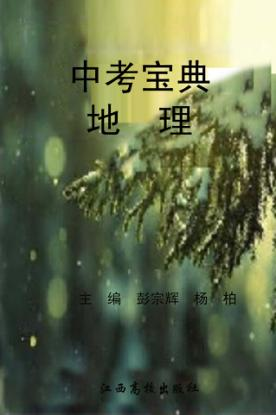 中考宝典
地 理
主 编 彭宗辉 杨 柏
江西高校出版社